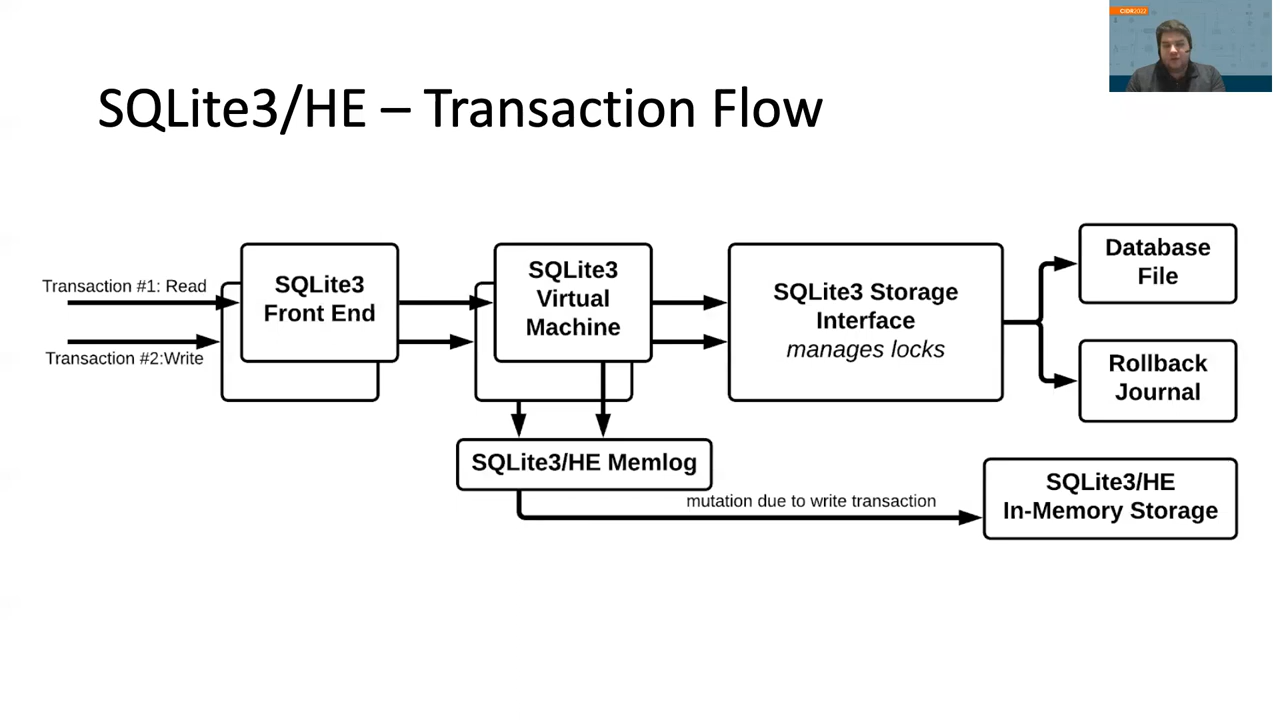 CIDR2022
SQLite3/HE – Transaction Flow
Transaction #1: Read
Transaction #2:Write
SQLite3
Front End
SQLite3
Virtual
Machine
SQLite3 Storage
Interface
manages locks
Database
File
Rollback
Journal
SQLite3/HE Memlog
mutation due to write transaction
SQLite3/HE
In-Memory Storage